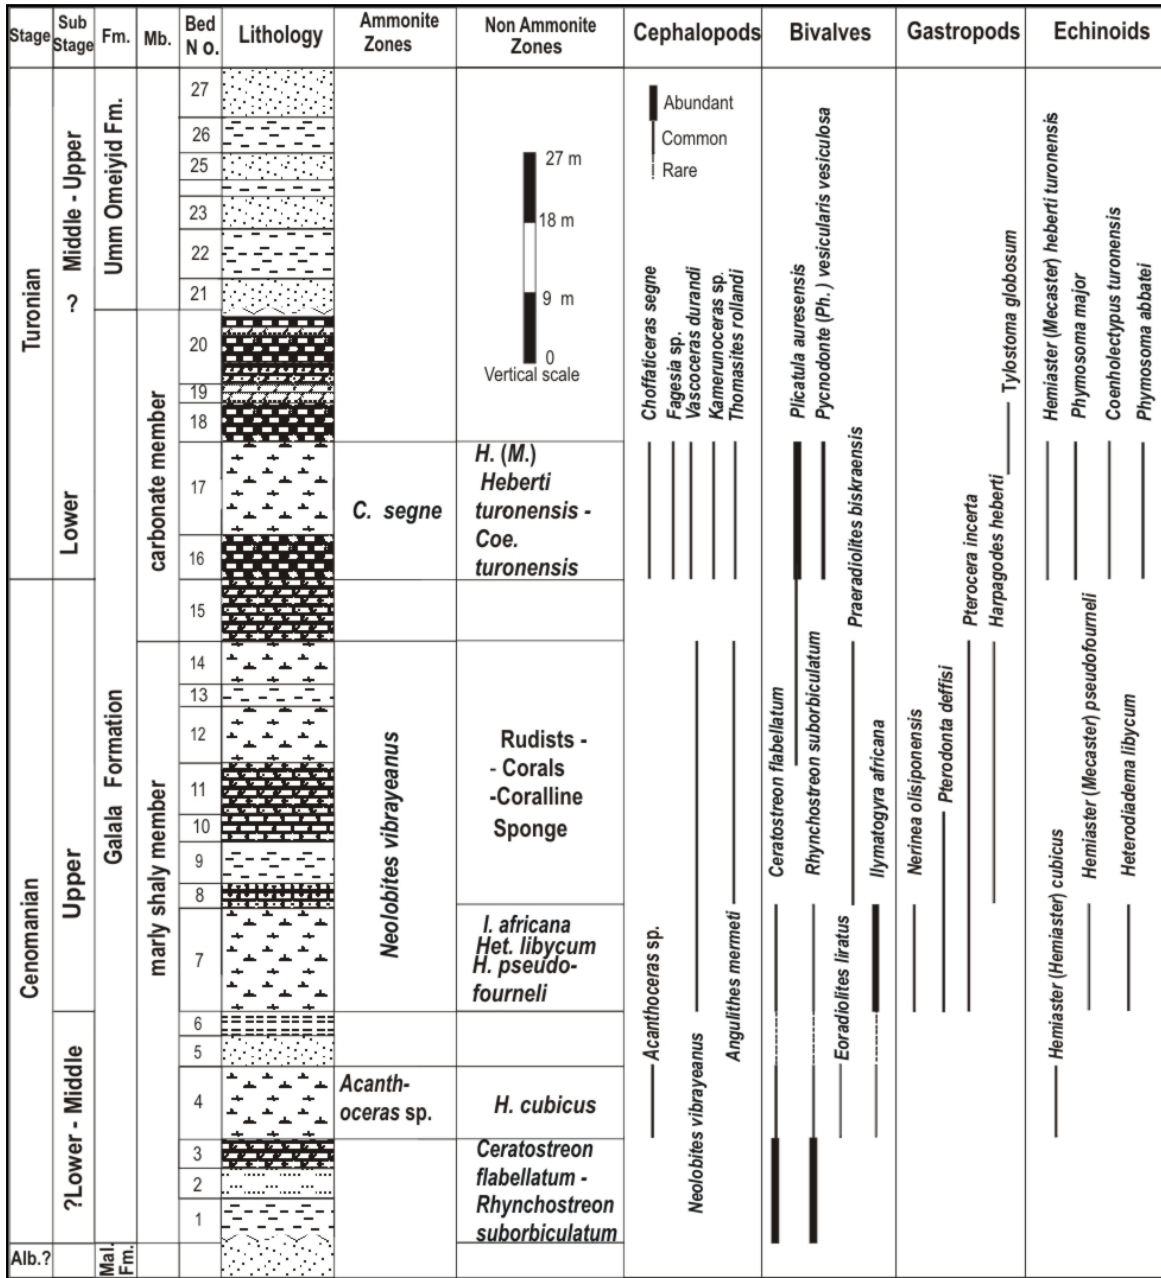 Stage
Sub
Stage
Fm.
Mb.
Bed
N o.
Lithology
Ammonite
Zones
Non Ammonite
Zones
Cephalopods
Bivalves
Gastropods
Echinoids
Turonian
Cenomanian
Alb.?
? Middle - Upper
Lower
Upper
?Lower - Middle
Umm Omeiyid Fm.
Galala Formation
Mal.
Fm.
carbonate member
marly shaly member
27
26
25
23
22
21
20
19
18
17
16
15
14
13
12
11
10
9
8
7
6
5
4
3
2
1
C. segne
Neolobites vibrayeanus
Acanth-
oceras sp.
27 m
18 m
9 m
0
Vertical scale
H. (M.)
Heberti
turonensis -
Coe.
turonensis
Rudists -
- Corals
-Coralline
Sponge
I. africana
Het. libycum
H. pseudo-
fourneli
H. cubicus
Ceratostreon
flabellatum -
Rhynchostreon
suborbiculatum
Abundant
Common
Rare
Choffaticeras segne
Fagesia sp.
Vascoceras durandi
Kamerunoceras sp.
Thomasites rollandi
Acanthoceras sp.
Neolobites vibrayeanus
Angulithes mermeti
Plicatula auresensis
Pycnodonte (Ph.) vesicularis vesiculosa
Praeradiolites biskraensis
Ceratostreon flabellatum
Rhynchostreon suborbiculatum
Eoradiolites liratus
Ilymatogyra africana
Tylostoma globosum
Pterocera incerta
Harpagodes heberti
Nerinea olisiponensis
Pterodonta deffisi
Hemiaster (Mecaster) heberti turonensis
Phymosoma major
Coenholectypus turonensis
Phymosoma abbatei
Hemiaster (Hemiaster) cubicus
Hemiaster (Mecaster) pseudofourneli
Heterodiadema libycum